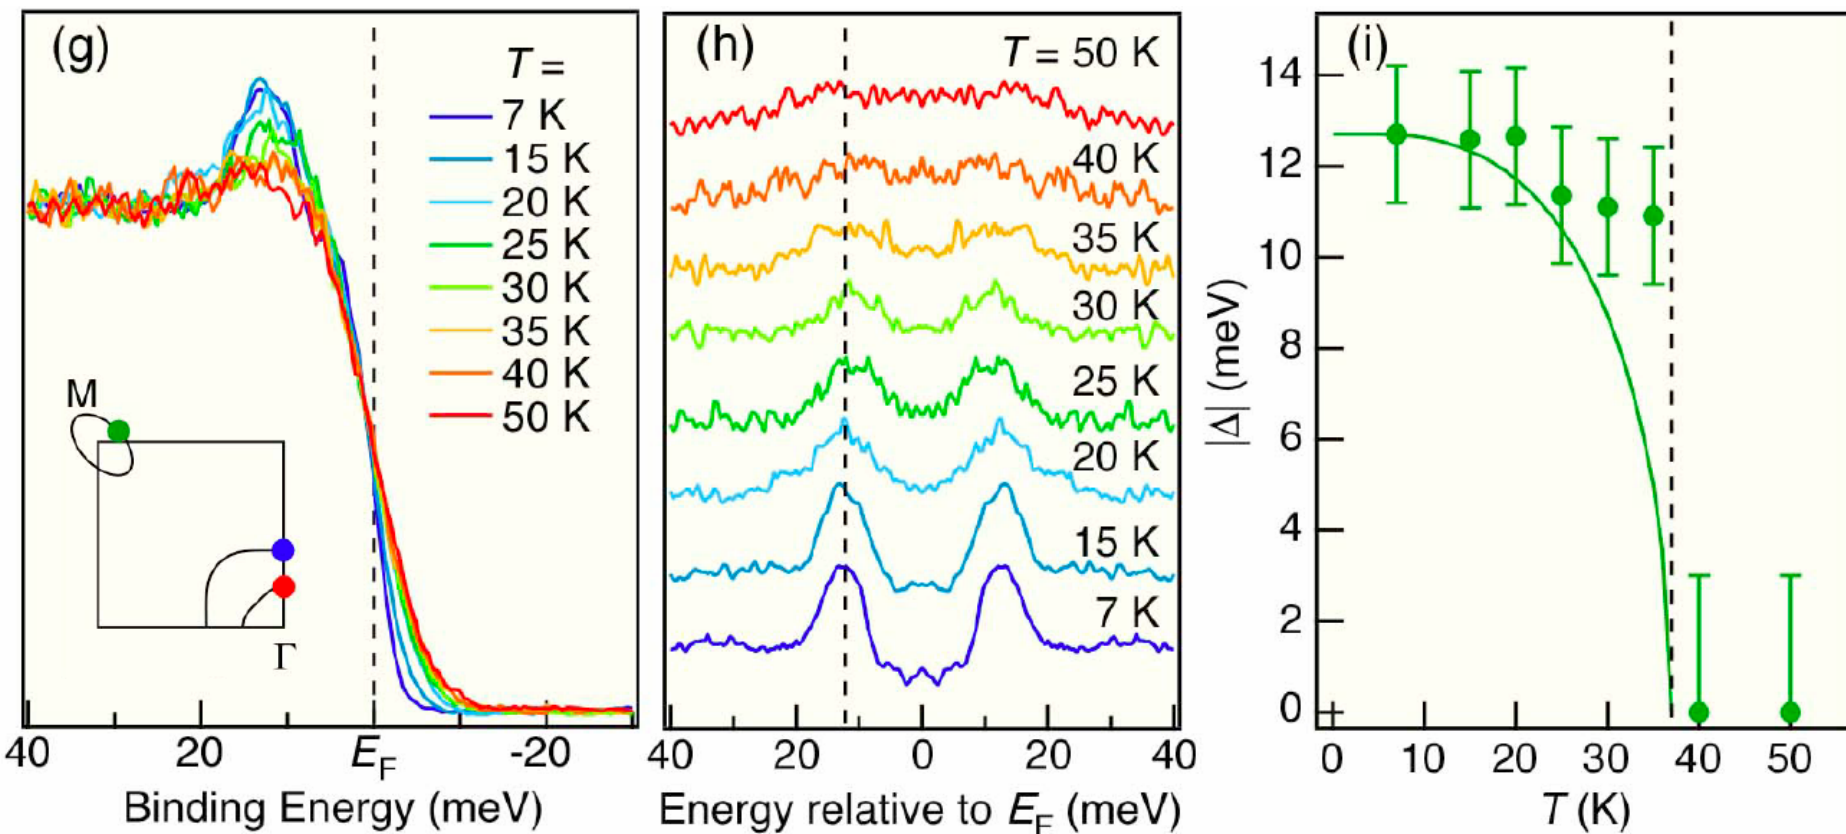 (g)
T =
7 K
15 K
20 K
25 K
30 K
35 K
40 K
50 K
M
Γ
40 20 EF -20
Binding Energy (meV)
(h)
T = 50 K
40 K
35 K
30 K
25 K
20 K
15 K
7 K
40 20 0 20 40
Energy relative to EF (meV)
(i)
14
12
10
8
6
4
2
0
|Δ| (meV)
0 10 20 30 40 50
T (K)